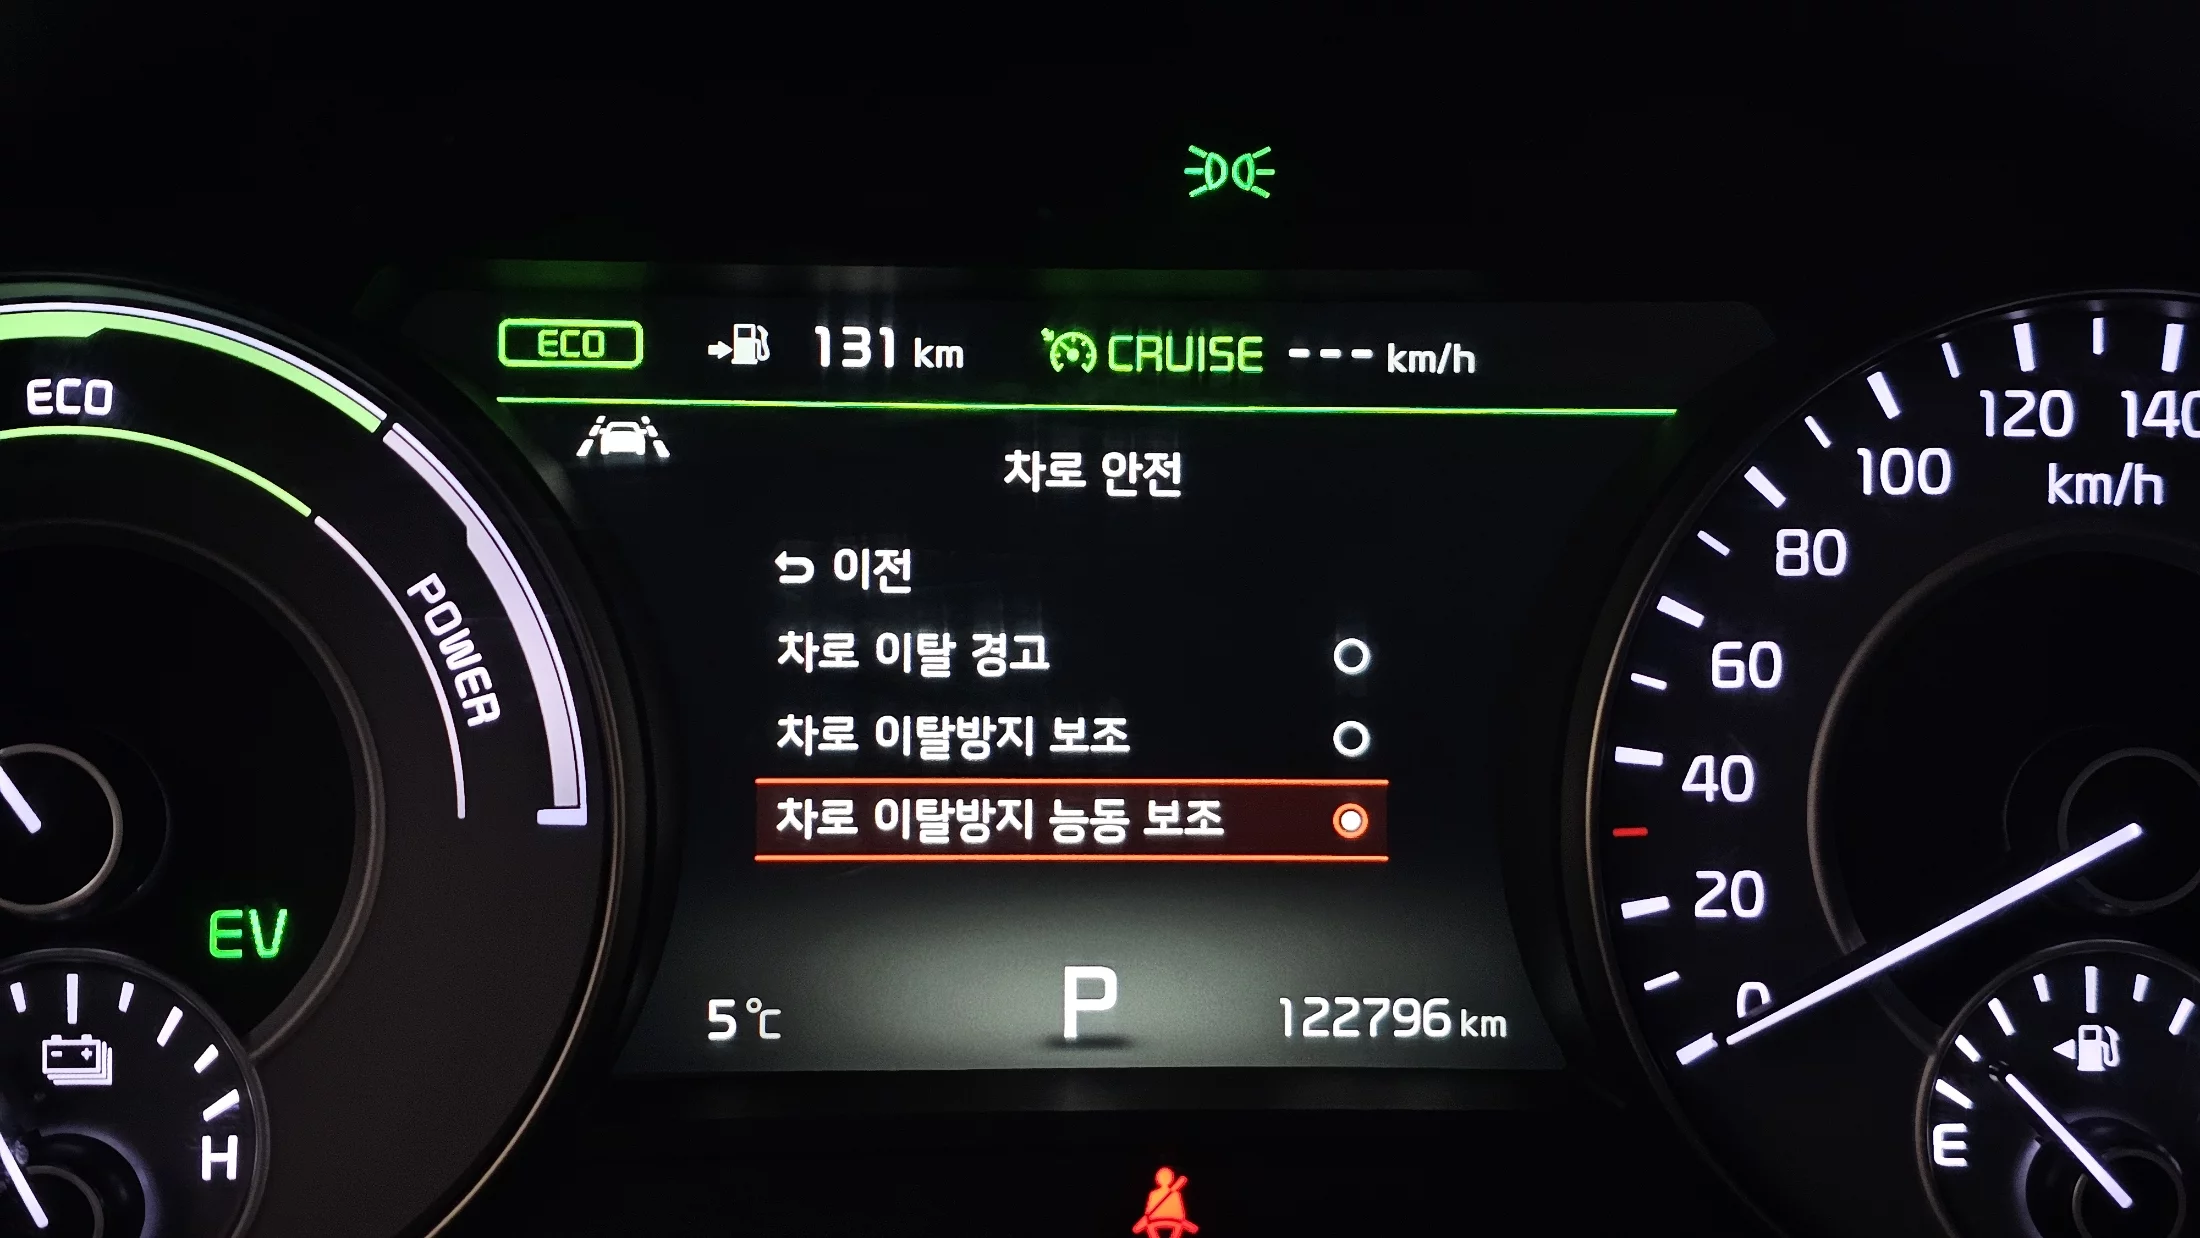 ECO 131 km CRUISE --- km/h
차로 안전
이전
차로 이탈 경고
차로 이탈방지 보조
차로 이탈방지 능동 보조
5℃ P 122796 km
ECO
POWER
EV
H
140
120
km/h
100
80
60
40
20
0
E